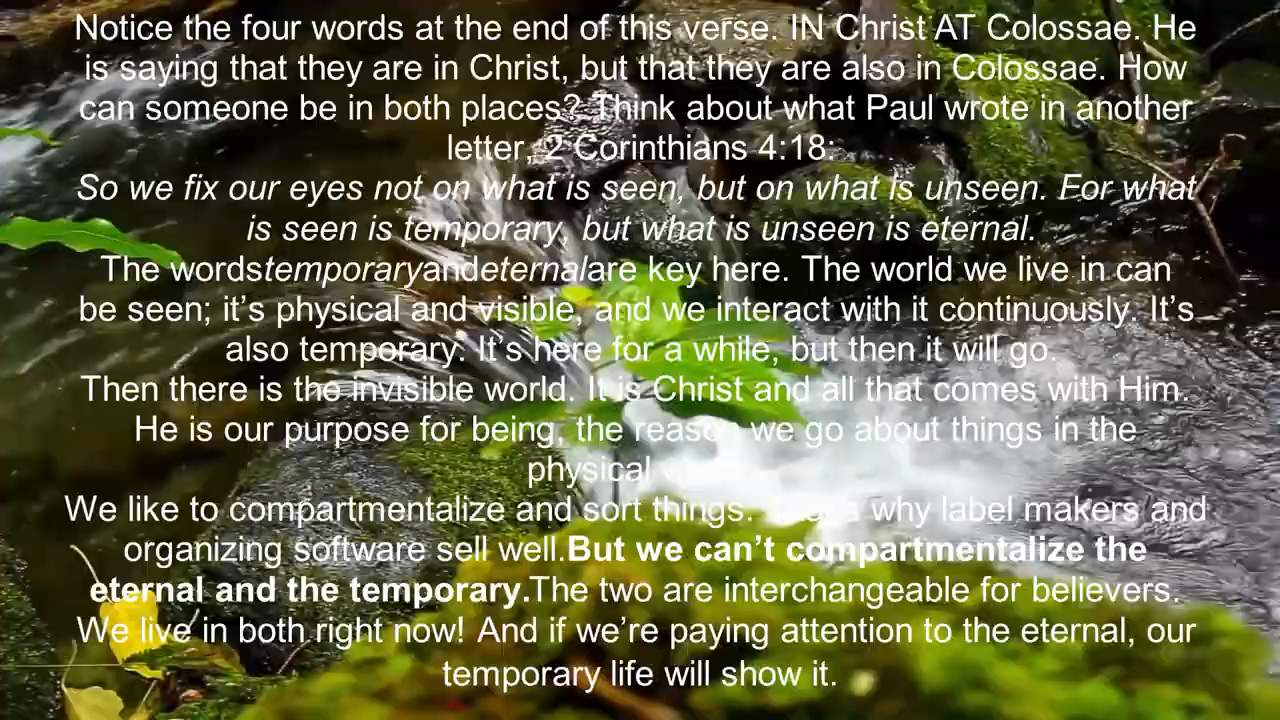 Notice the four words at the end of this verse. IN Christ AT Colossae. He
is saying that they are in Christ, but that they are also in Colossae. How
can someone be in both places? Think about what Paul wrote in another
letter, 2 Corinthians 4:18:
So we fix our eyes not on what is seen, but on what is unseen. For what
is seen is temporary, but what is unseen is eternal.
The wordstemporaryandeternalare key here. The world we live in can
be seen; it’s physical and visible, and we interact with it continuously. It’s
also temporary: It’s here for a while, but then it will go.
Then there is the invisible world. It is Christ and all that comes with Him.
He is our purpose for being, the reason we go about things in the
physical
We like to compartmentalize and sort things. why label makers and
organizing software sell well.But we can’t compartmentalize the
eternal and the temporary.The two are interchangeable for believers.
We live in both right now! And if we’re paying attention to the eternal, our
temporary life will show it.